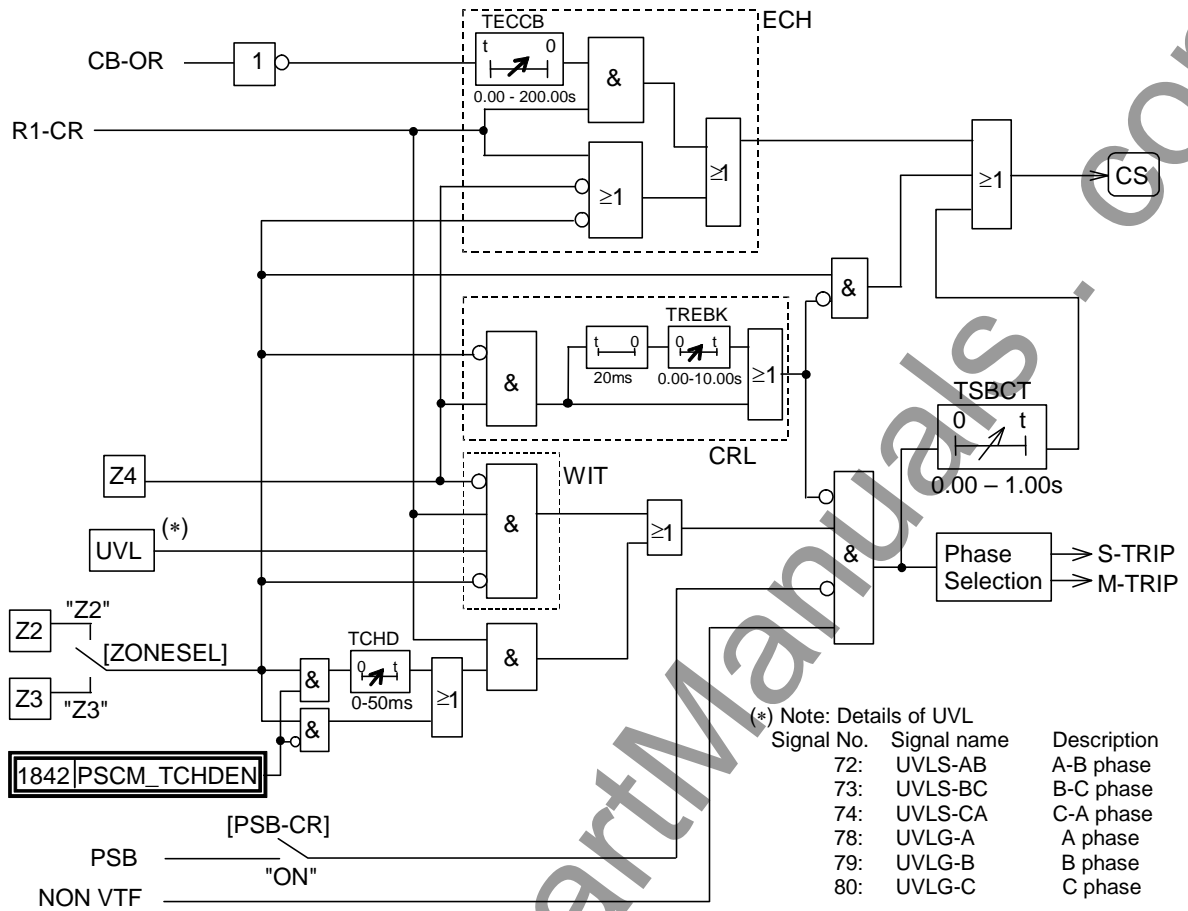 TECCB
ECH
t 0
CB-OR
1
&
0.00 - 200.00s
R1-CR
≥1
≥1
≥1
CS
&
TREBK
t 0
0 t
20ms
0.00-10.00s
&
≥1
CRL
TSBCT
0 t
0.00 – 1.00s
Z4
WIT
&
UVL
(*)
≥1
&
Phase
Selection
S-TRIP
M-TRIP
Z2
"Z2"
[ZONESEL]
Z3
"Z3"
TCHD
0 t
0-50ms
&
&
≥1
&
1842 PSCM_TCHDEN
[PSB-CR]
PSB
"ON"
NON VTF
(*) Note: Details of UVL
Signal No. Signal name Description
72: UVLS-AB A-B phase
73: UVLS-BC B-C phase
74: UVLS-CA C-A phase
78: UVLG-A A phase
79: UVLG-B B phase
80: UVLG-C C phase
artManuals . co